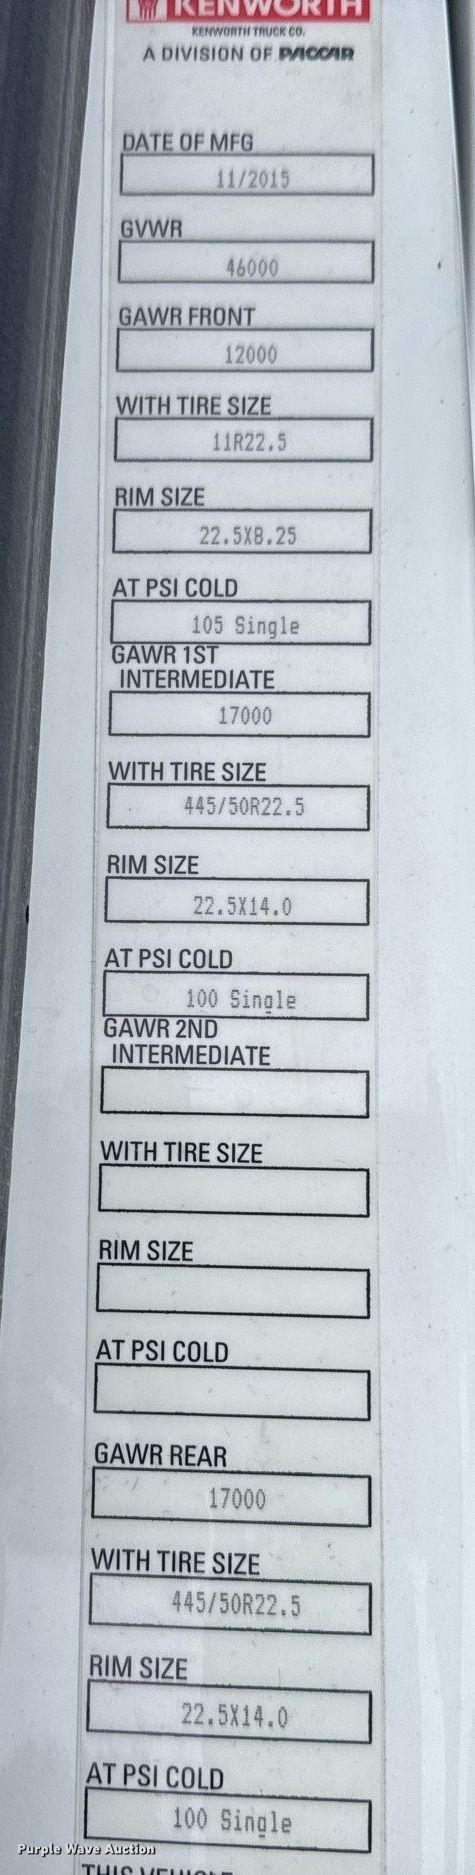 KENWORTH
KENWORTH TRUCK CO.
A DIVISION OF PACCAR
DATE OF MFG
11/2015
GVWR
46000
GAWR FRONT
12000
WITH TIRE SIZE
11R22.5
RIM SIZE
22.5X8.25
AT PSI COLD
105 Single
GAWR 1ST
INTERMEDIATE
17000
WITH TIRE SIZE
445/50R22.5
RIM SIZE
22.5X14.0
AT PSI COLD
100 Single
GAWR 2ND
INTERMEDIATE
WITH TIRE SIZE
RIM SIZE
AT PSI COLD
GAWR REAR
17000
WITH TIRE SIZE
445/50R22.5
RIM SIZE
22.5X14.0
AT PSI COLD
100 Single
Purple Wave Auction
THIS VEHICLE